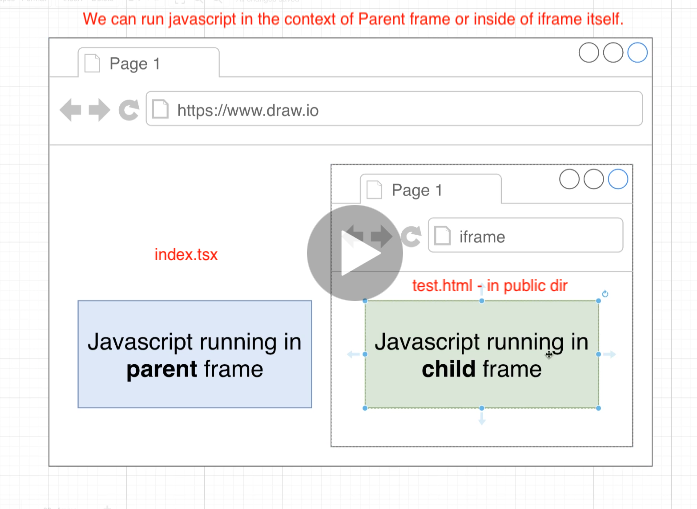 We can run javascript in the context of Parent frame or inside of iframe itself.
Page 1
https://www.draw.io
Page 1
iframe
index.tsx
test.html - in public dir
Javascript running in
parent frame
Javascript running in
child frame